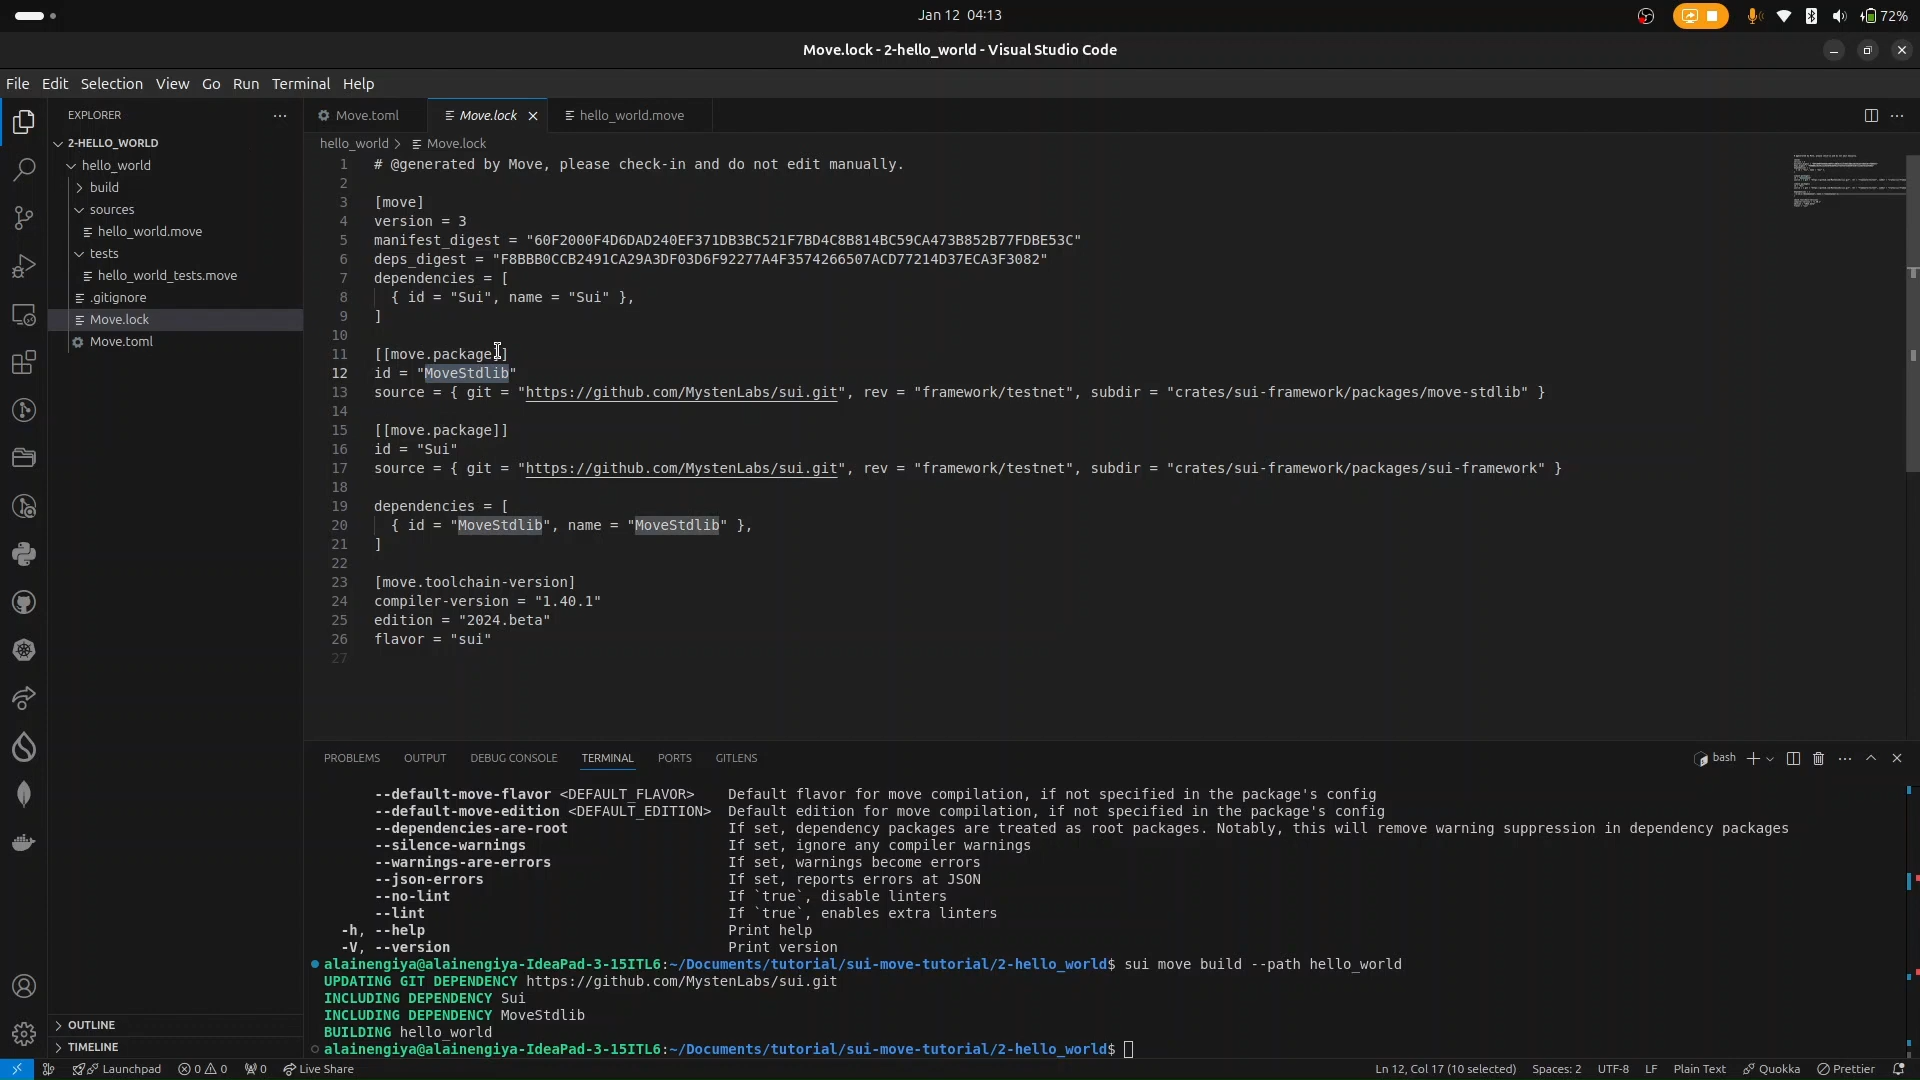 Jan 12 04:13
72%
Move.lock - 2-hello_world - Visual Studio Code
File Edit Selection View Go Run Terminal Help
EXPLORER
2-HELLO_WORLD
hello_world
build
sources
hello_world.move
tests
hello_world_tests.move
.gitignore
Move.lock
Move.toml
OUTLINE
TIMELINE
Move.toml Move.lock hello_world.move
hello_world > Move.lock
1 # @generated by Move, please check-in and do not edit manually.
2
3 [move]
4 version = 3
5 manifest_digest = "60F2000F4D6DAD240EF371DB3BC521F7BD4C8B814BC59CA473B852B77FDBE53C"
6 deps_digest = "F8BBB0CCB2491CA29A3DF03D6F92277A4F3574266507ACD77214D37ECA3F3082"
7 dependencies = [
8 { id = "Sui", name = "Sui" },
9 ]
10
11 [[move.package]]
12 id = "MoveStdlib"
13 source = { git = "https://github.com/MystenLabs/sui.git", rev = "framework/testnet", subdir = "crates/sui-framework/packages/move-stdlib" }
14
15 [[move.package]]
16 id = "Sui"
17 source = { git = "https://github.com/MystenLabs/sui.git", rev = "framework/testnet", subdir = "crates/sui-framework/packages/sui-framework" }
18
19 dependencies = [
20 { id = "MoveStdlib", name = "MoveStdlib" },
21 ]
22
23 [move.toolchain-version]
24 compiler-version = "1.40.1"
25 edition = "2024.beta"
26 flavor = "sui"
27
PROBLEMS OUTPUT DEBUG CONSOLE TERMINAL PORTS GITLENS
bash
--default-move-flavor <DEFAULT_FLAVOR> Default flavor for move compilation, if not specified in the package's config
--default-move-edition <DEFAULT_EDITION> Default edition for move compilation, if not specified in the package's config
--dependencies-are-root If set, dependency packages are treated as root packages. Notably, this will remove warning suppression in dependency packages
--silence-warnings If set, ignore any compiler warnings
--warnings-are-errors If set, warnings become errors
--json-errors If set, reports errors at JSON
--no-lint If `true`, disable linters
--lint If `true`, enables extra linters
-h, --help Print help
-V, --version Print version
alainengiya@alainengiya-IdeaPad-3-15ITL6:~/Documents/tutorial/sui-move-tutorial/2-hello_world$ sui move build --path hello_world
UPDATING GIT DEPENDENCY https://github.com/MystenLabs/sui.git
INCLUDING DEPENDENCY Sui
INCLUDING DEPENDENCY MoveStdlib
BUILDING hello_world
alainengiya@alainengiya-IdeaPad-3-15ITL6:~/Documents/tutorial/sui-move-tutorial/2-hello_world$
Launchpad 0 0 0 Live Share Ln 12, Col 17 (10 selected) Spaces: 2 UTF-8 LF Plain Text Quokka Prettier